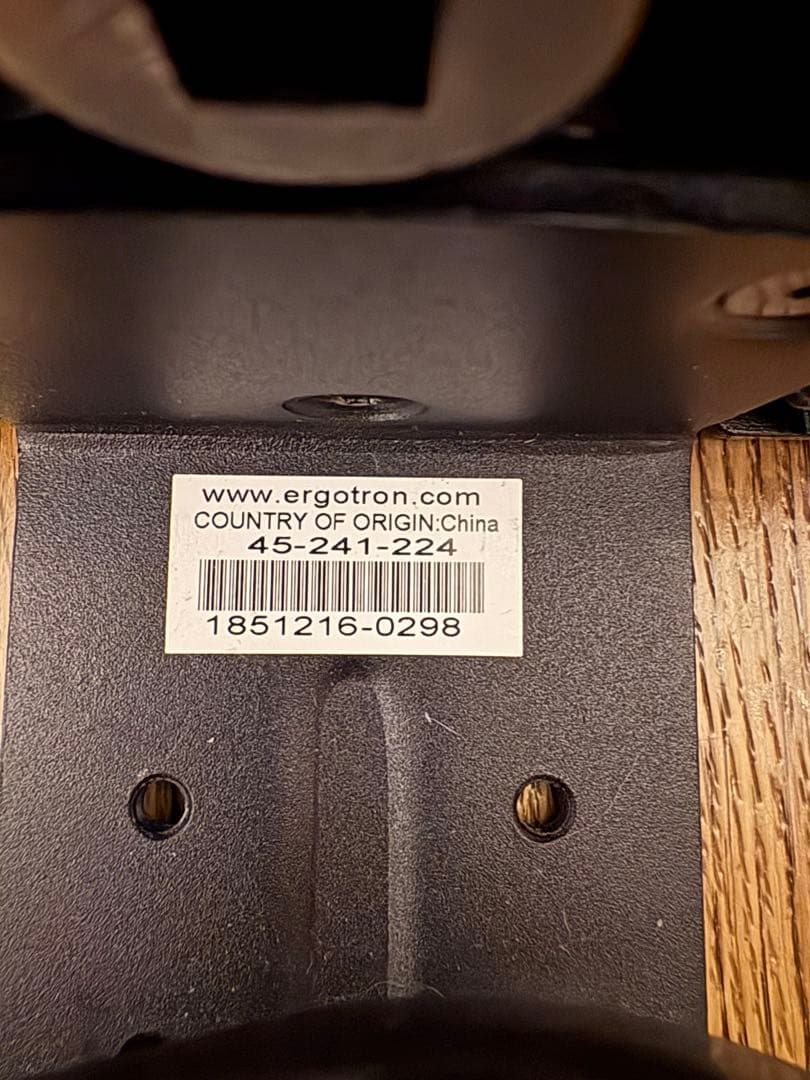 www.ergotron.com
COUNTRY OF ORIGIN:China
45-241-224
1851216-0298